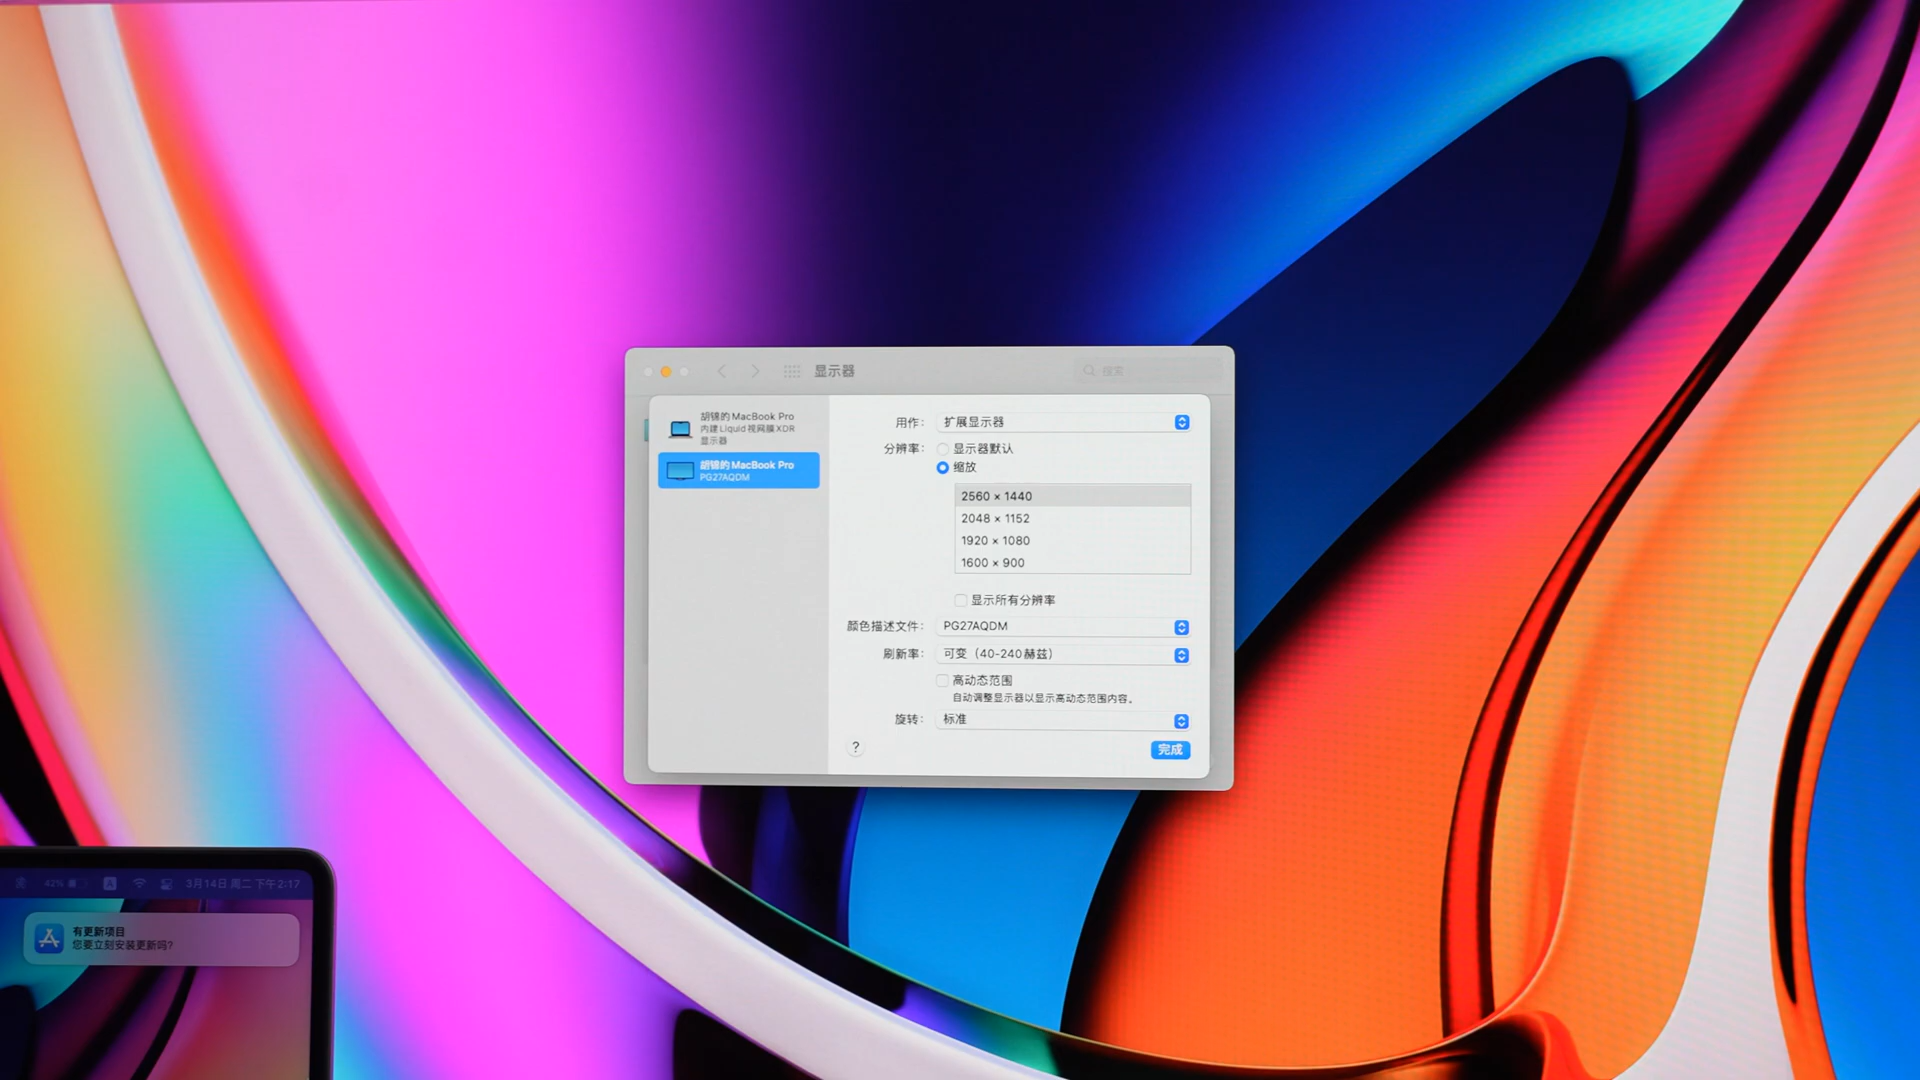 显示器
搜索
胡锦的 MacBook Pro
内建 Liquid 视网膜 XDR
显示器
胡锦的 MacBook Pro
PG27AQDM
用作:
扩展显示器
分辨率:
显示器默认
缩放
2560 × 1440
2048 × 1152
1920 × 1080
1600 × 900
显示所有分辨率
颜色描述文件:
PG27AQDM
刷新率:
可变（40-240赫兹）
高动态范围
自动调整显示器以显示高动态范围内容。
旋转:
标准
?
完成
42%
A
3月14日 周二 下午2:17
有更新项目
您要立刻安装更新吗?